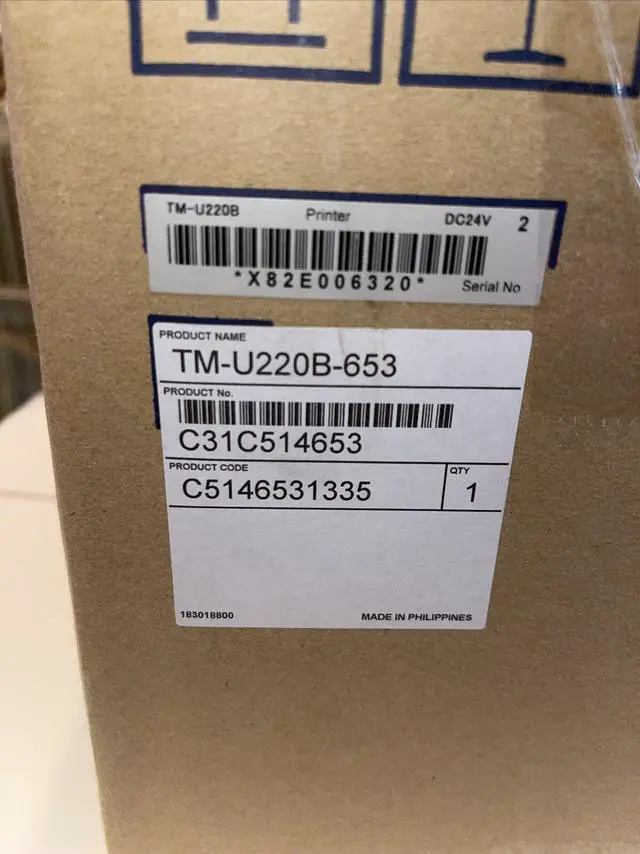 TM-U220B Printer DC24V 2
*X82E006320* Serial No
PRODUCT NAME
TM-U220B-653
PRODUCT No.
C31C514653
PRODUCT CODE QTY
C5146531335 1
183018800 MADE IN PHILIPPINES